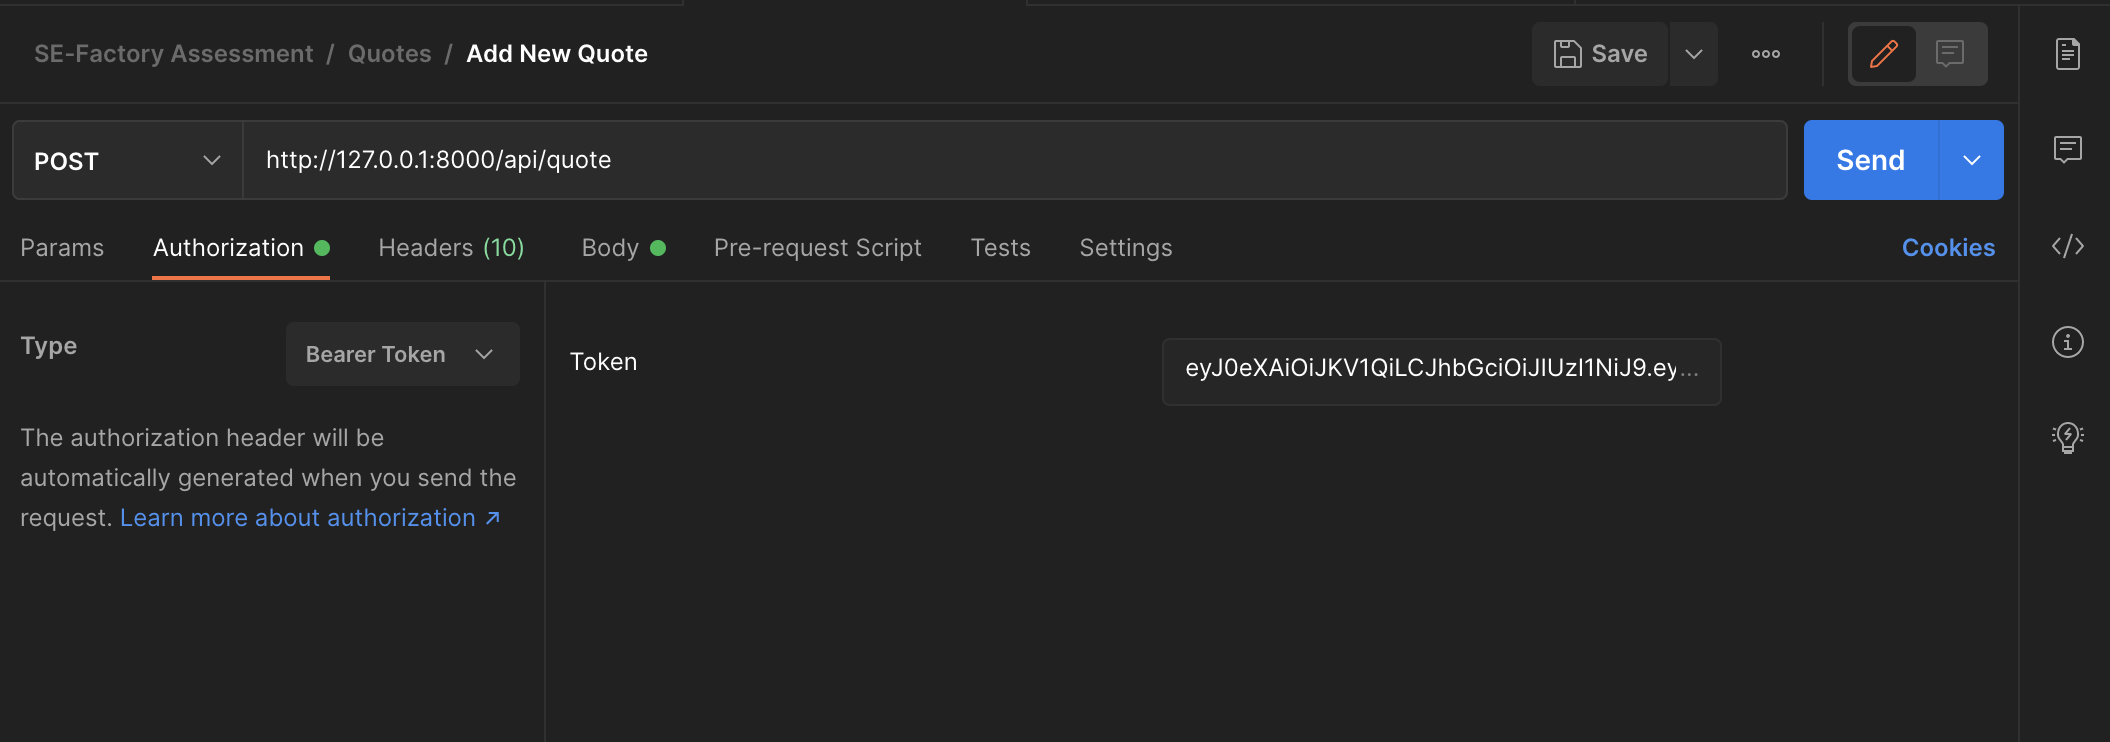 SE-Factory Assessment / Quotes / Add New Quote
Save
POST
http://127.0.0.1:8000/api/quote
Send
Params Authorization Headers (10) Body Pre-request Script Tests Settings Cookies
Type
Bearer Token
The authorization header will be
automatically generated when you send the
request. Learn more about authorization ↗
Token
eyJ0eXAiOiJKV1QiLCJhbGciOiJIUzI1NiJ9.ey...